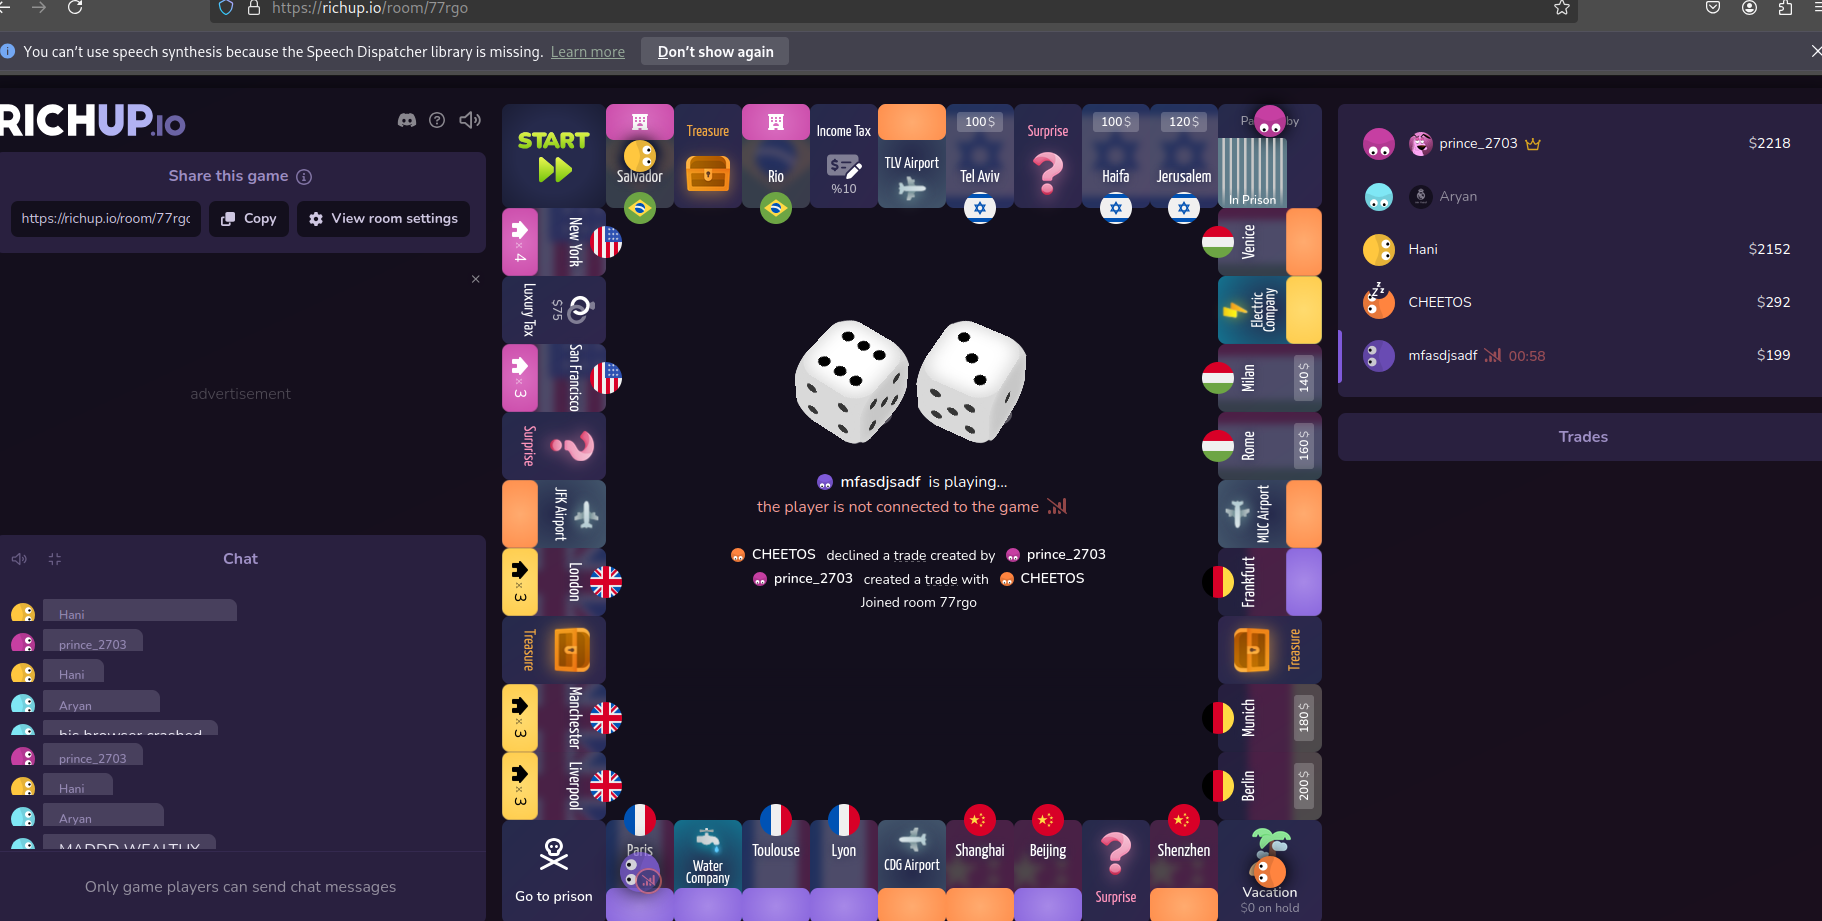 https://richup.io/room/77rgo
You can't use speech synthesis because the Speech Dispatcher library is missing. Learn more Don't show again
RICHUP.IO
Share this game
https://richup.io/room/77rgo
Copy
View room settings
advertisement
Chat
Hani
prince_2703
Hani
Aryan
his browser crashed
prince_2703
Hani
Aryan
MADDD WEALTHY
Only game players can send chat messages
START
Salvador
Treasure
Rio
Income Tax
%10
TLV Airport
100$
Tel Aviv
Surprise
100$
Haifa
120$
Jerusalem
by
In Prison
Venice
Electric Company
Milan
140$
Rome
160$
MUC Airport
Frankfurt
Treasure
Munich
180$
Berlin
200$
Vacation
$0 on hold
Shenzhen
Surprise
Beijing
Shanghai
CDG Airport
Lyon
Toulouse
Water Company
Paris
Go to prison
Liverpool
× 3
Manchester
× 3
Treasure
London
× 3
JFK Airport
Surprise
San Francisco
× 3
Luxury Tax
$75
New York
× 4
mfasdjsadf is playing...
the player is not connected to the game
CHEETOS declined a trade created by prince_2703
prince_2703 created a trade with CHEETOS
Joined room 77rgo
prince_2703 $2218
Aryan
Hani $2152
CHEETOS $292
mfasdjsadf 00:58 $199
Trades